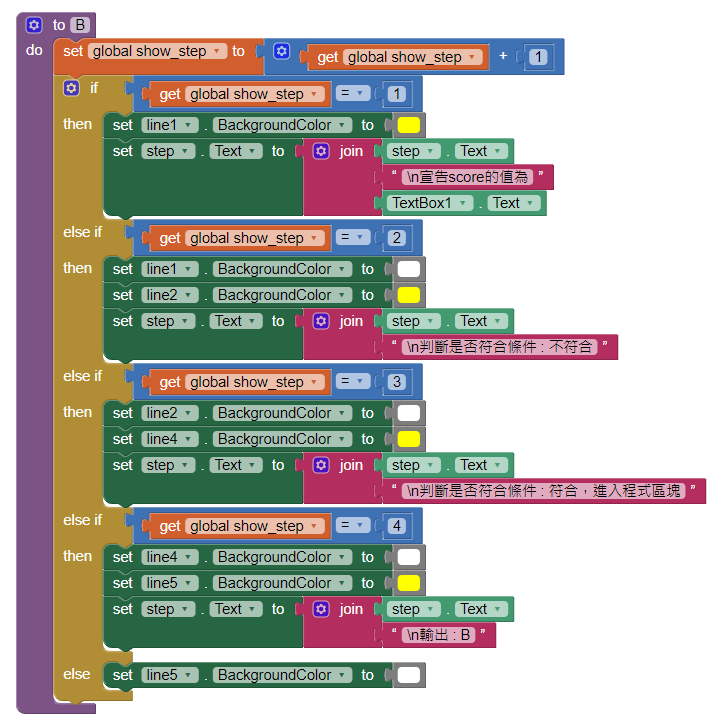 to B
do set global show_step to get global show_step + 1
if get global show_step = 1
then set line1 . BackgroundColor to
set step . Text to join step . Text
“ \n宣告score的值為 ”
TextBox1 . Text
else if get global show_step = 2
then set line1 . BackgroundColor to
set line2 . BackgroundColor to
set step . Text to join step . Text
“ \n判斷是否符合條件 : 不符合 ”
else if get global show_step = 3
then set line2 . BackgroundColor to
set line4 . BackgroundColor to
set step . Text to join step . Text
“ \n判斷是否符合條件 : 符合，進入程式區塊 ”
else if get global show_step = 4
then set line4 . BackgroundColor to
set line5 . BackgroundColor to
set step . Text to join step . Text
“ \n輸出 : B ”
else set line5 . BackgroundColor to